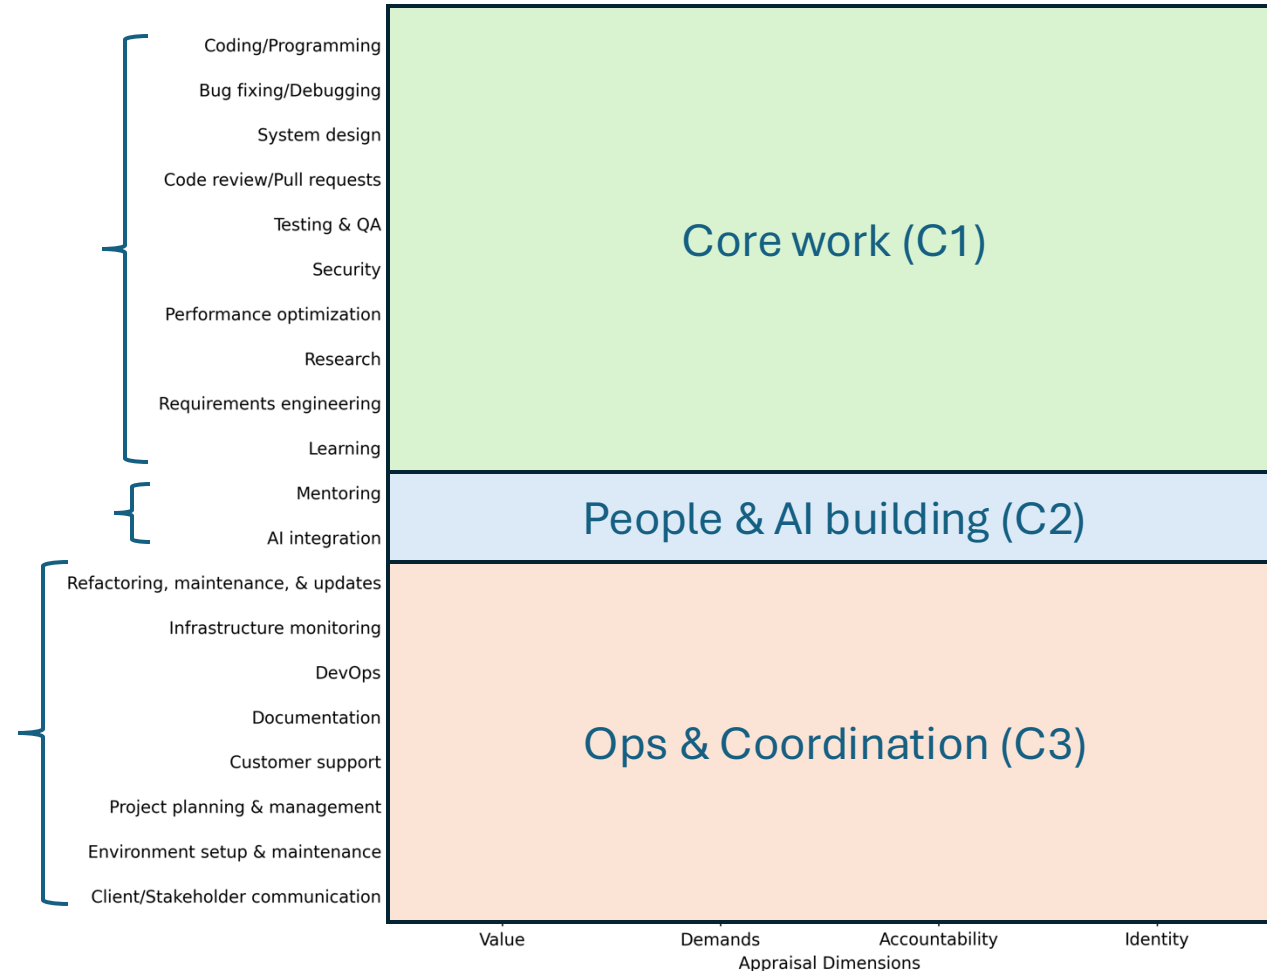 Coding/Programming
Bug fixing/Debugging
System design
Code review/Pull requests
Testing & QA
Security
Performance optimization
Research
Requirements engineering
Learning
Core work (C1)
Mentoring
AI integration
People & AI building (C2)
Refactoring, maintenance, & updates
Infrastructure monitoring
DevOps
Documentation
Customer support
Project planning & management
Environment setup & maintenance
Client/Stakeholder communication
Ops & Coordination (C3)
Value Demands Accountability Identity
Appraisal Dimensions